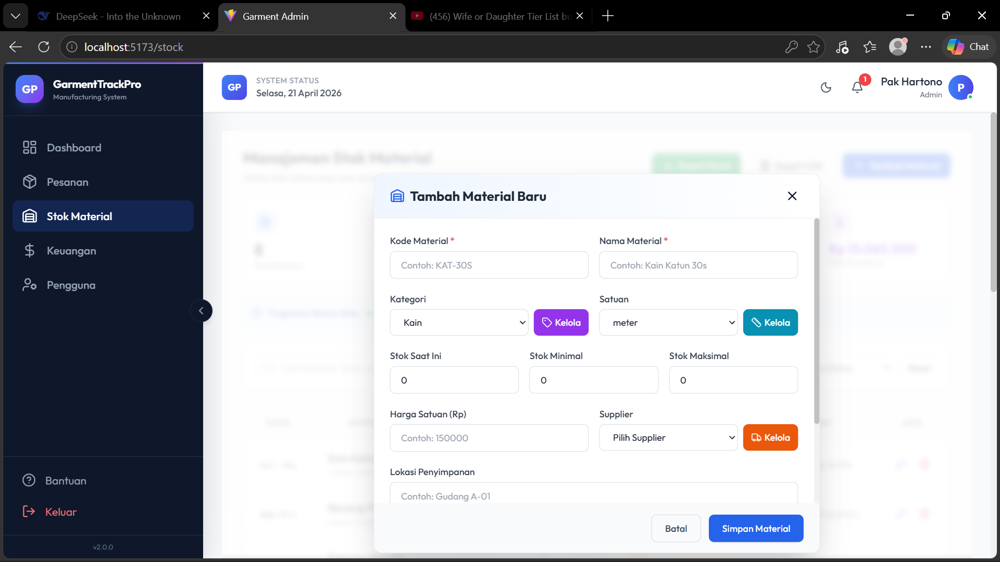 DeepSeek - Into the Unknown
Garment Admin
(456) Wife or Daughter Tier List bu
localhost:5173/stock
Chat
GP
GarmentTrackPro
Manufacturing System
GP
SYSTEM STATUS
Selasa, 21 April 2026
1
Pak Hartono
Admin
P
Dashboard
Pesanan
Stok Material
Keuangan
Pengguna
Bantuan
Keluar
v2.0.0
Manajemen Stok Material
Tambah Material Baru
Kode Material *
Nama Material *
Contoh: KAT-30S
Contoh: Kain Katun 30s
Kategori
Satuan
Kain
Kelola
meter
Kelola
Stok Saat Ini
Stok Minimal
Stok Maksimal
0
0
0
Harga Satuan (Rp)
Supplier
Contoh: 150000
Pilih Supplier
Kelola
Lokasi Penyimpanan
Contoh: Gudang A-01
Batal
Simpan Material